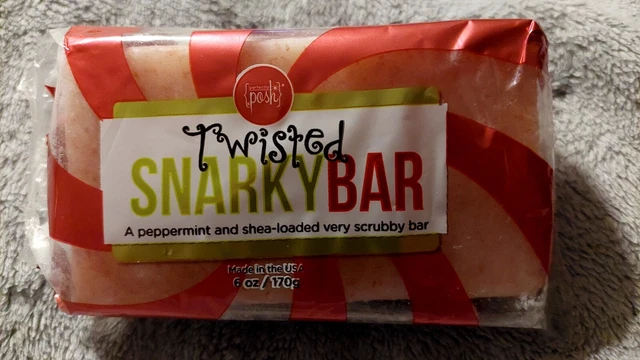 perfectly
{posh}
Twisted
SNARKYBAR
A peppermint and shea-loaded very scrubby bar
Made in the USA
6 oz / 170g